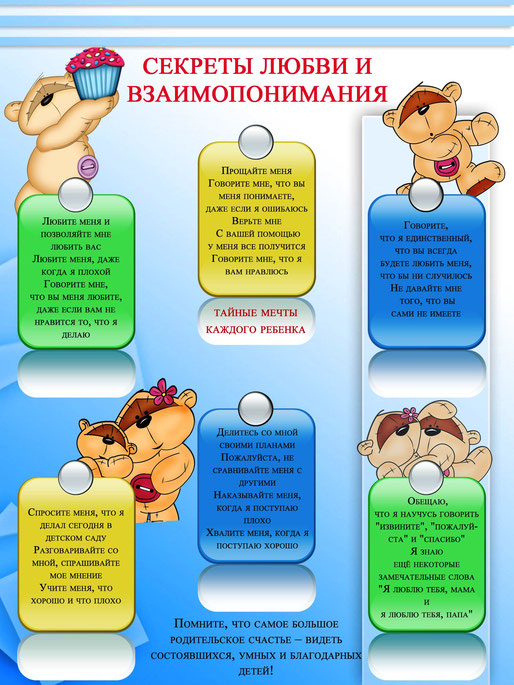 СЕКРЕТЫ ЛЮБВИ И
ВЗАИМОПОНИМАНИЯ
Любите меня и
позволяйте мне
любить вас
Любите меня, даже
когда я плохой
Говорите мне,
что вы меня любите,
даже если вам не
нравится то, что я
делаю
Прощайте меня
Говорите мне, что вы
меня понимаете,
даже если я ошибаюсь
Верьте мне
С вашей помощью
у меня все получится
Говорите мне, что я
вам нравлюсь
тайные мечты
каждого ребенка
Говорите,
что я единственный,
что вы всегда
будете любить меня,
что бы ни случилось
Не давайте мне
того, что вы
сами не имеете
Спросите меня, что я
делал сегодня в
детском саду
Разговаривайте со
мной, спрашивайте
мое мнение
Учите меня, что
хорошо и что плохо
Делитесь со мной
своими планами
Пожалуйста, не
сравнивайте меня с
другими
Наказывайте меня,
когда я поступаю
плохо
Хвалите меня, когда я
поступаю хорошо
Обещаю,
что я научусь говорить
"извините", "пожалуй-
ста" и "спасибо"
Я знаю
ещё некоторые
замечательные слова
"Я люблю тебя, мама
и
я люблю тебя, папа"
Помните, что самое большое
родительское счастье – видеть
состоявшихся, умных и благодарных
детей!